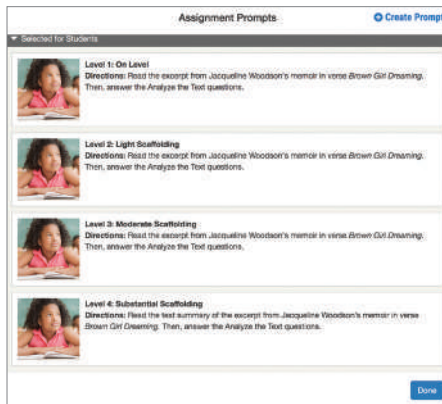 Assignment Prompts
Create Prompt
Selected for Students
Level 1: On Level
Directions: Read the excerpt from Jacqueline Woodson's memoir in verse Brown Girl Dreaming.
Then, answer the Analyze the Text questions.
Level 2: Light Scaffolding
Directions: Read the excerpt from Jacqueline Woodson's memoir in verse Brown Girl Dreaming.
Then, answer the Analyze the Text questions.
Level 3: Moderate Scaffolding
Directions: Read the excerpt from Jacqueline Woodson's memoir in verse Brown Girl Dreaming.
Then, answer the Analyze the Text questions.
Level 4: Substantial Scaffolding
Directions: Read the text summary of the excerpt from Jacqueline Woodson's memoir in verse
Brown Girl Dreaming. Then, answer the Analyze the Text questions.
Done